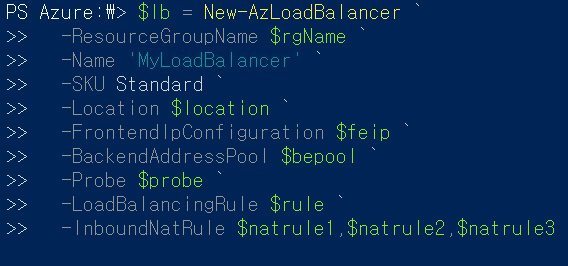 PS Azure:₩> $lb = New-AzLoadBalancer `
>>   -ResourceGroupName $rgName `
>>   -Name 'MyLoadBalancer' `
>>   -SKU Standard `
>>   -Location $location `
>>   -FrontendIpConfiguration $feip `
>>   -BackendAddressPool $bepool `
>>   -Probe $probe `
>>   -LoadBalancingRule $rule `
>>   -InboundNatRule $natrule1,$natrule2,$natrule3